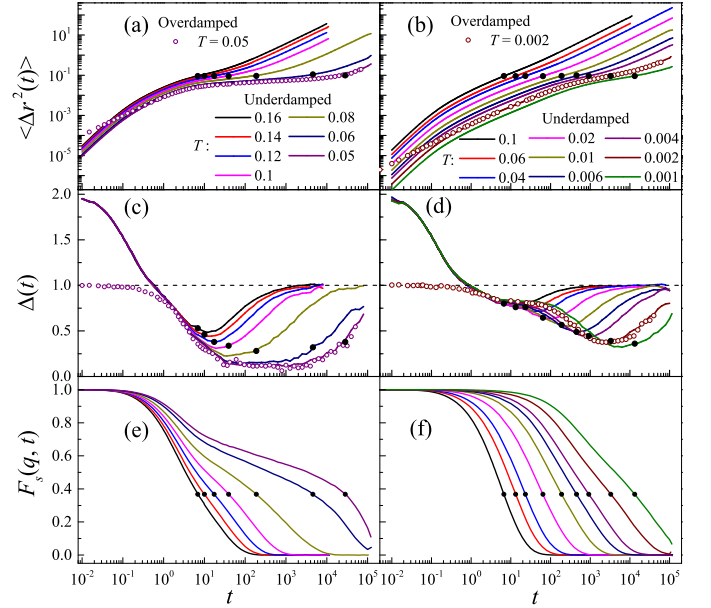 (a) Overdamped
T = 0.05
Underdamped
T:
0.16 0.08
0.14 0.06
0.12 0.05
0.1
<Δr²(t)>
10¹
10⁻¹
10⁻³
10⁻⁵
(b) Overdamped
T = 0.002
Underdamped
T:
0.1 0.02 0.004
0.06 0.01 0.002
0.04 0.006 0.001
(c)
(d)
Δ(t)
2.0
1.5
1.0
0.5
0.0
(e)
(f)
Fₛ(q, t)
1.0
0.8
0.6
0.4
0.2
0.0
10⁻² 10⁻¹ 10⁰ 10¹ 10² 10³ 10⁴ 10⁵
10⁻² 10⁻¹ 10⁰ 10¹ 10² 10³ 10⁴ 10⁵
t
t